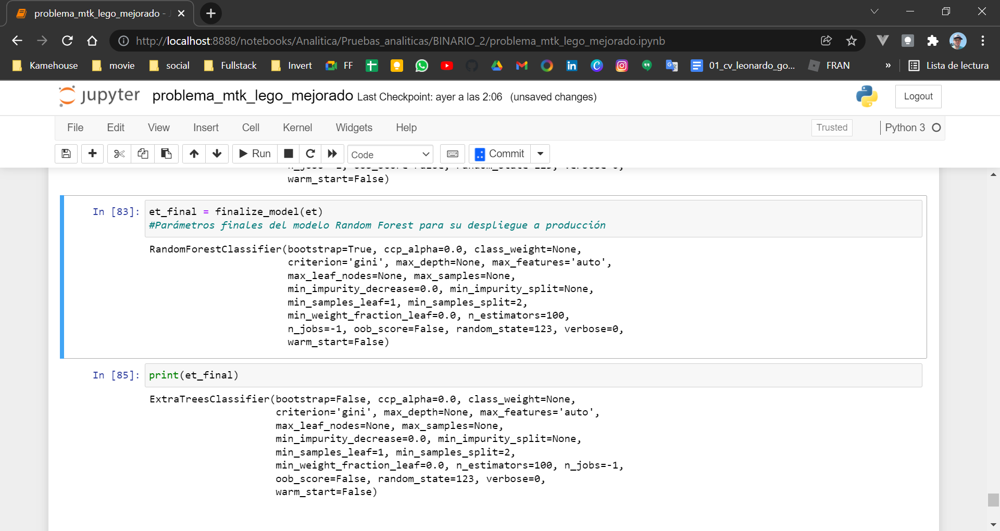 problema_mtk_lego_mejorado -
http://localhost:8888/notebooks/Analitica/Pruebas_analiticas/BINARIO_2/problema_mtk_lego_mejorado.ipynb
Kamehouse movie social Fullstack Invert FF 01_cv_leonardo_go... FRAN » Lista de lectura
jupyter problema_mtk_lego_mejorado Last Checkpoint: ayer a las 2:06 (unsaved changes) Logout
File Edit View Insert Cell Kernel Widgets Help Trusted Python 3
Run Code Commit
warm_start=False)
In [83]: et_final = finalize_model(et)
#Parámetros finales del modelo Random Forest para su despliegue a producción
RandomForestClassifier(bootstrap=True, ccp_alpha=0.0, class_weight=None,
criterion='gini', max_depth=None, max_features='auto',
max_leaf_nodes=None, max_samples=None,
min_impurity_decrease=0.0, min_impurity_split=None,
min_samples_leaf=1, min_samples_split=2,
min_weight_fraction_leaf=0.0, n_estimators=100,
n_jobs=-1, oob_score=False, random_state=123, verbose=0,
warm_start=False)
In [85]: print(et_final)
ExtraTreesClassifier(bootstrap=False, ccp_alpha=0.0, class_weight=None,
criterion='gini', max_depth=None, max_features='auto',
max_leaf_nodes=None, max_samples=None,
min_impurity_decrease=0.0, min_impurity_split=None,
min_samples_leaf=1, min_samples_split=2,
min_weight_fraction_leaf=0.0, n_estimators=100, n_jobs=-1,
oob_score=False, random_state=123, verbose=0,
warm_start=False)